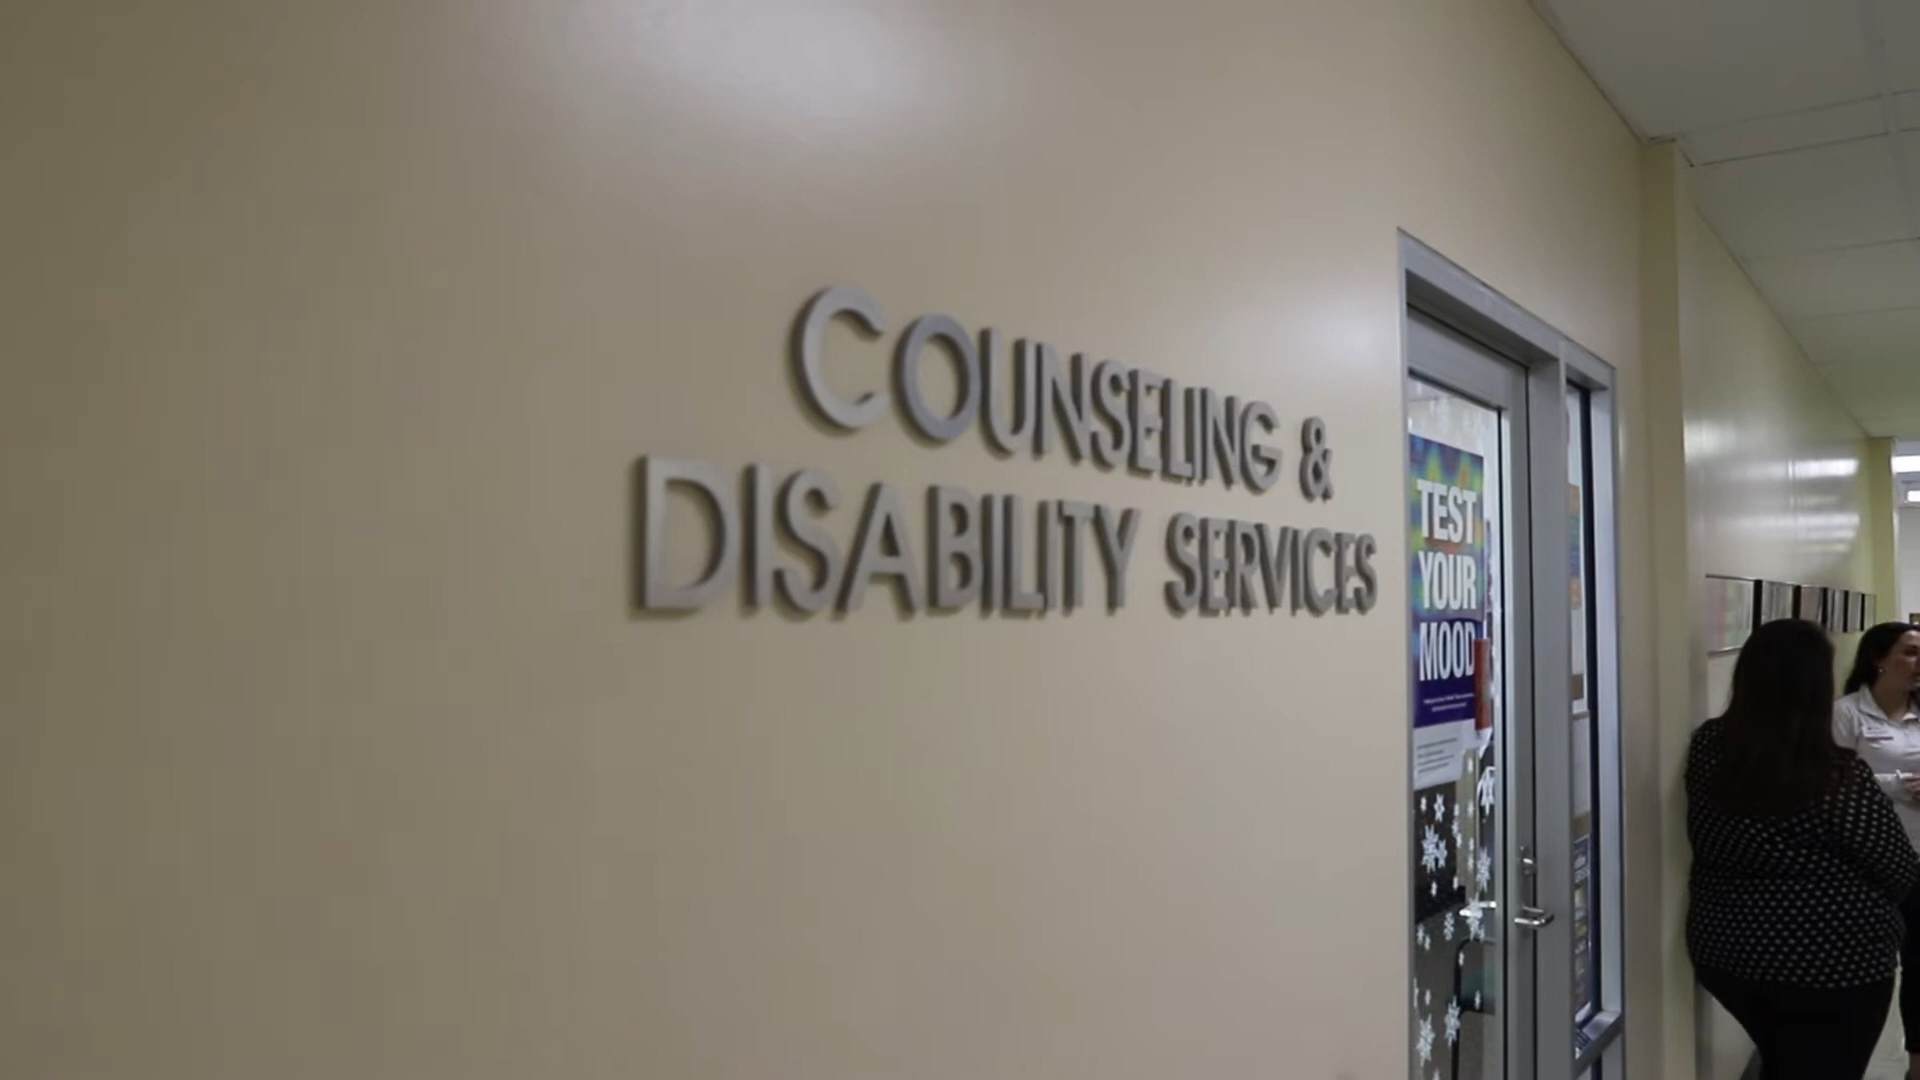 COUNSELING &
DISABILITY SERVICES
TEST
YOUR
MOOD